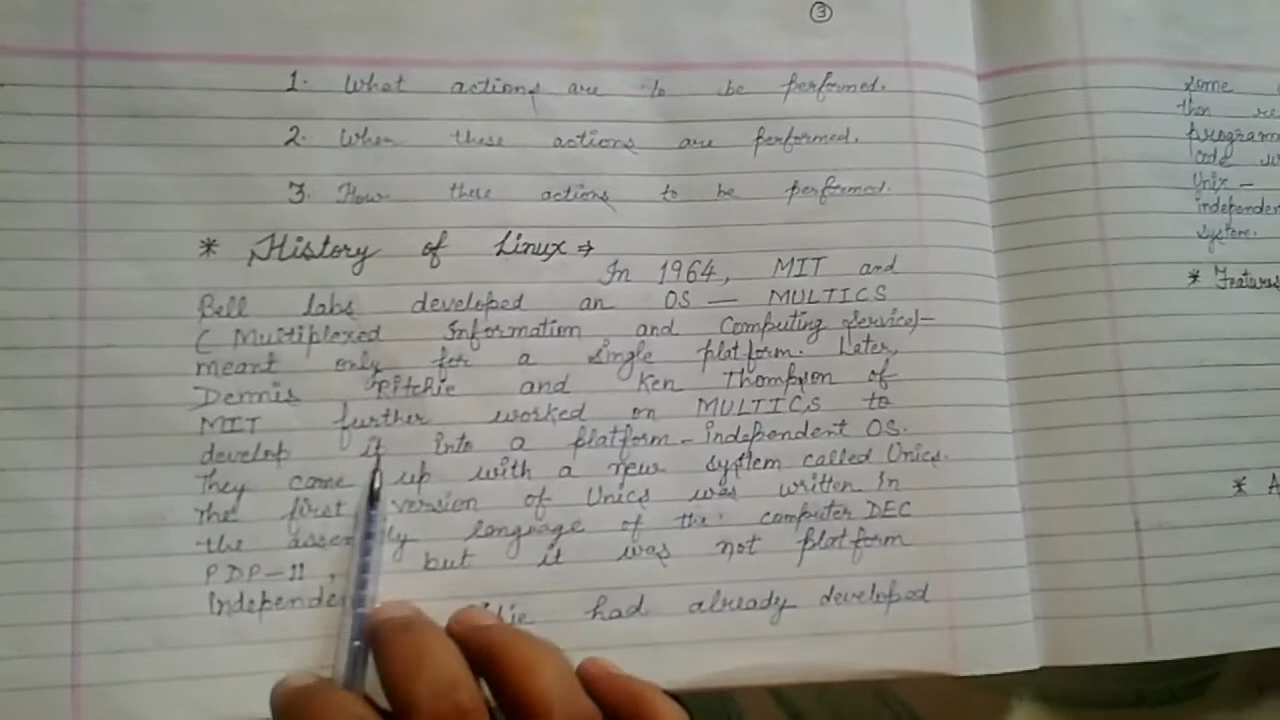 3
1. What actions are to be performed.
2. When these actions are performed.
3. How these actions to be performed.
* History of Linux ⇒
In 1964, MIT and
Bell labs developed an OS — MULTICS
( Multiplexed Information and Computing Service) –
meant only for a single platform. Later,
Dennis Ritchie and Ken Thompson of
MIT further worked on MULTICS to
develop it into a platform-independent OS.
They come up with a new system called Unics.
The first version of Unics was written in
the assembly language of the computer DEC
PDP-11, but it was not platform
had already developed
some
then
program
code
Unix –
independen
system.
* Features
* A